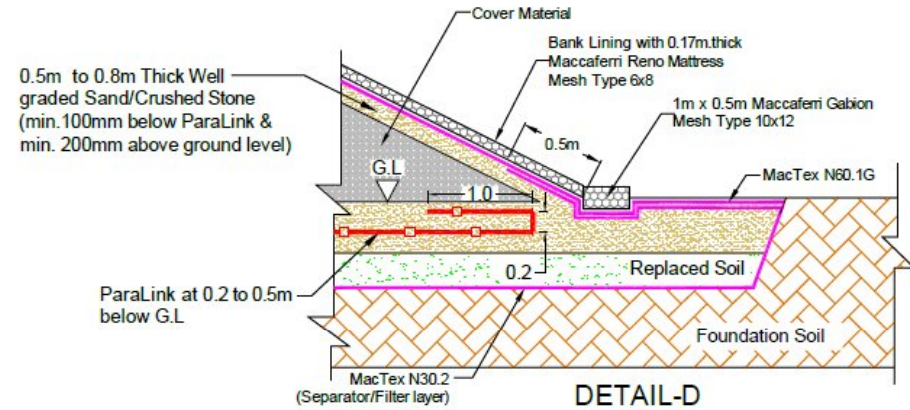 Cover Material
Bank Lining with 0.17m.thick
Maccaferri Reno Mattress
Mesh Type 6x8
0.5m to 0.8m Thick Well
graded Sand/Crushed Stone
(min.100mm below ParaLink &
min. 200mm above ground level)
1m x 0.5m Maccaferri Gabion
Mesh Type 10x12
0.5m
G.L
MacTex N60.1G
1.0
0.2
Replaced Soil
ParaLink at 0.2 to 0.5m
below G.L
Foundation Soil
MacTex N30.2
(Separator/Filter layer)
DETAIL-D